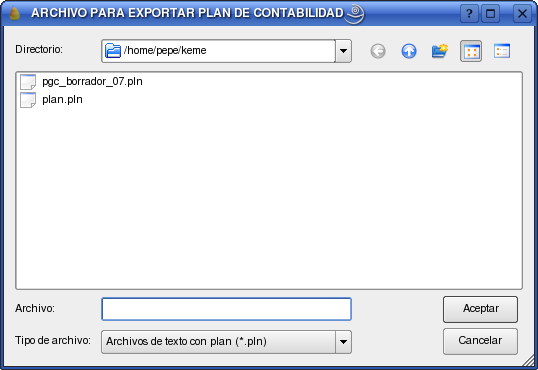 ARCHIVO PARA EXPORTAR PLAN DE CONTABILIDAD
?
Directorio: /home/pepe/keme
pgc_borrador_07.pln
plan.pln
Archivo: Aceptar
Tipo de archivo: Archivos de texto con plan (*.pln) Cancelar